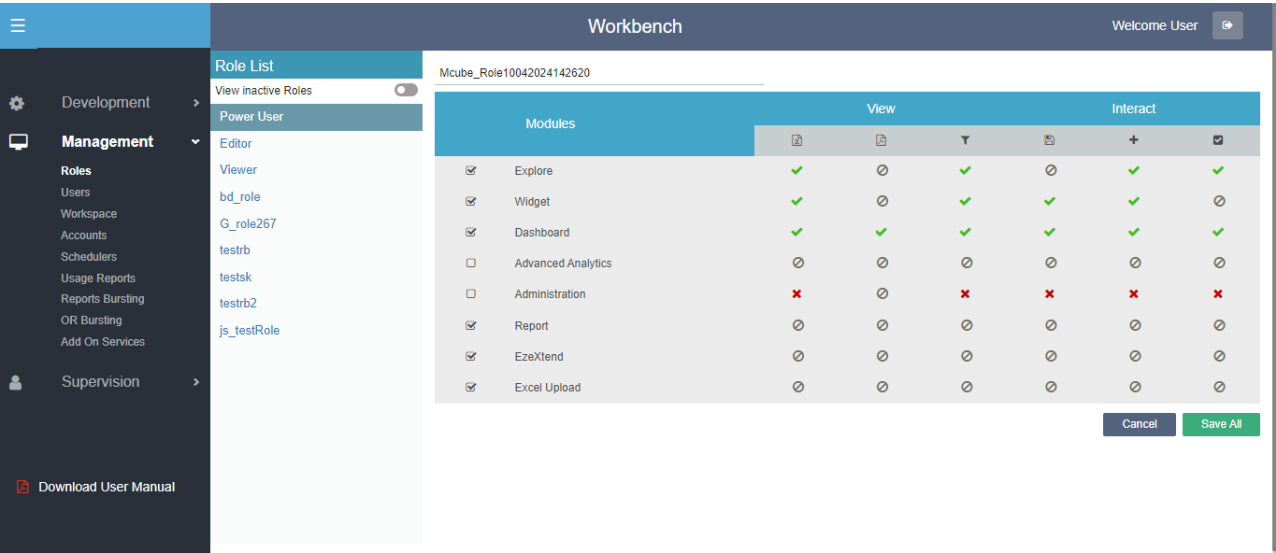 Workbench
Welcome User
Development
Management
Roles
Users
Workspace
Accounts
Schedulers
Usage Reports
Reports Bursting
OR Bursting
Add On Services
Supervision
Download User Manual
Role List
View inactive Roles
Power User
Editor
Viewer
bd_role
G_role267
testrb
testsk
testrb2
js_testRole
Mcube_Role10042024142620
Modules View Interact
Explore
Widget
Dashboard
Advanced Analytics
Administration
Report
EzeXtend
Excel Upload
Cancel Save All